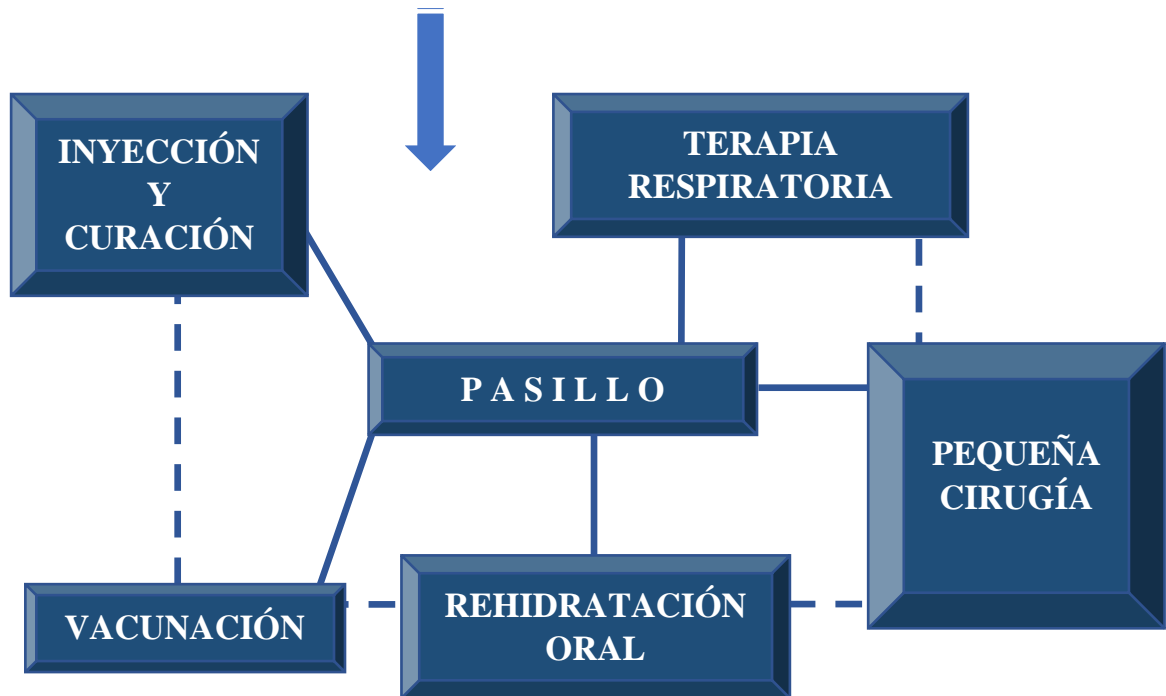 INYECCIÓN
Y
CURACIÓN
TERAPIA
RESPIRATORIA
P A S I L L O
PEQUEÑA
CIRUGÍA
VACUNACIÓN
REHIDRATACIÓN
ORAL